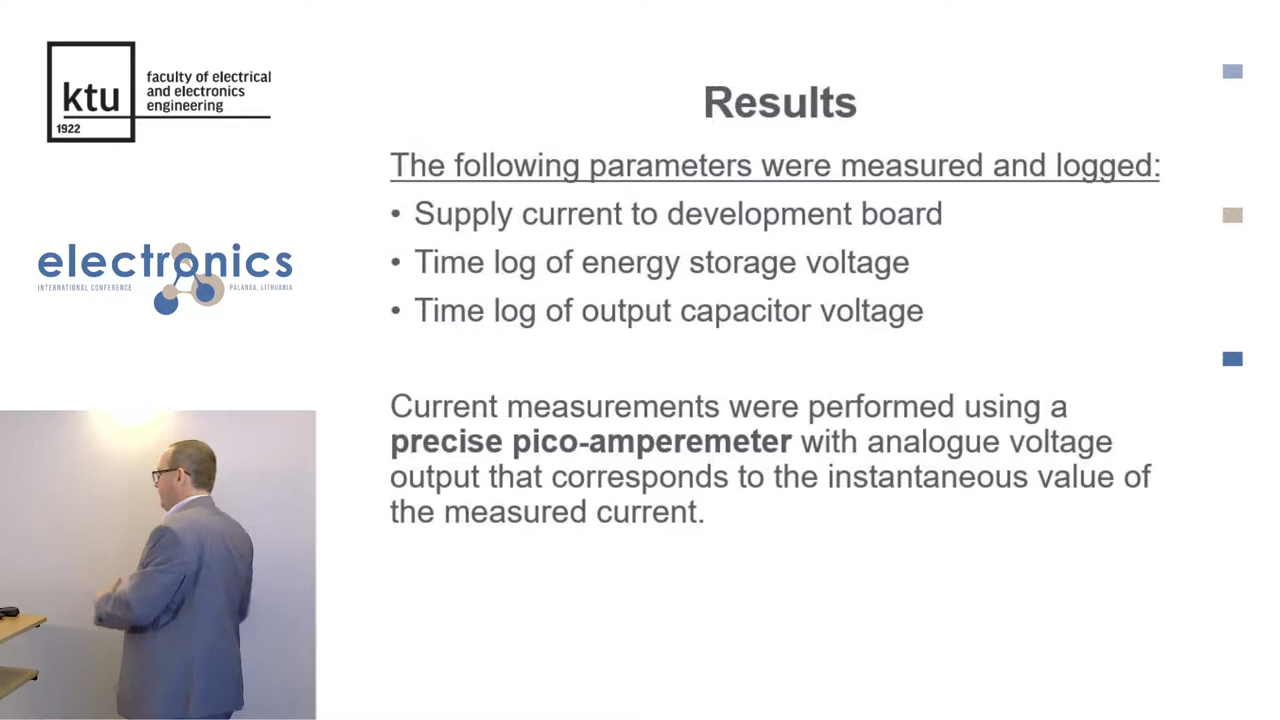 ktu
1922
faculty of electrical
and electronics
engineering
electronics
INTERNATIONAL CONFERENCE
PALANGA, LITHUANIA
Results
The following parameters were measured and logged:
• Supply current to development board
• Time log of energy storage voltage
• Time log of output capacitor voltage
Current measurements were performed using a
precise pico-amperemeter with analogue voltage
output that corresponds to the instantaneous value of
the measured current.